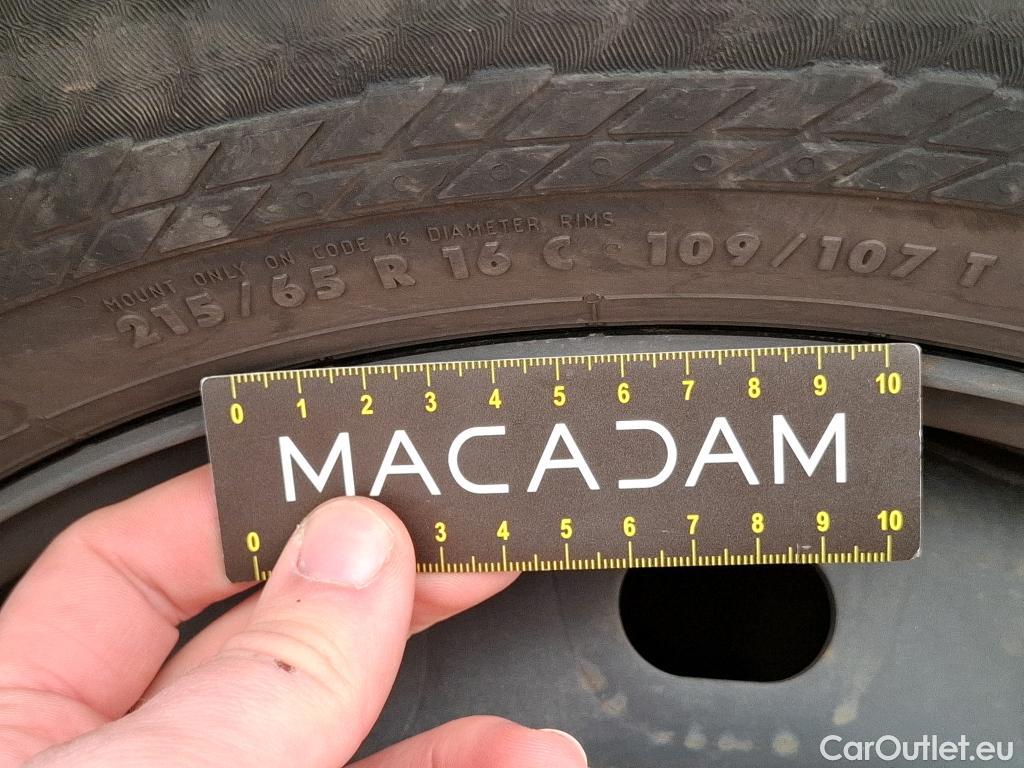 MOUNT ONLY ON CODE 16 DIAMETER RIMS
215/65 R 16 C 109/107 T
0 1 2 3 4 5 6 7 8 9 10
MACADAM
0 3 4 5 6 7 8 9 10
CarOutlet.eu